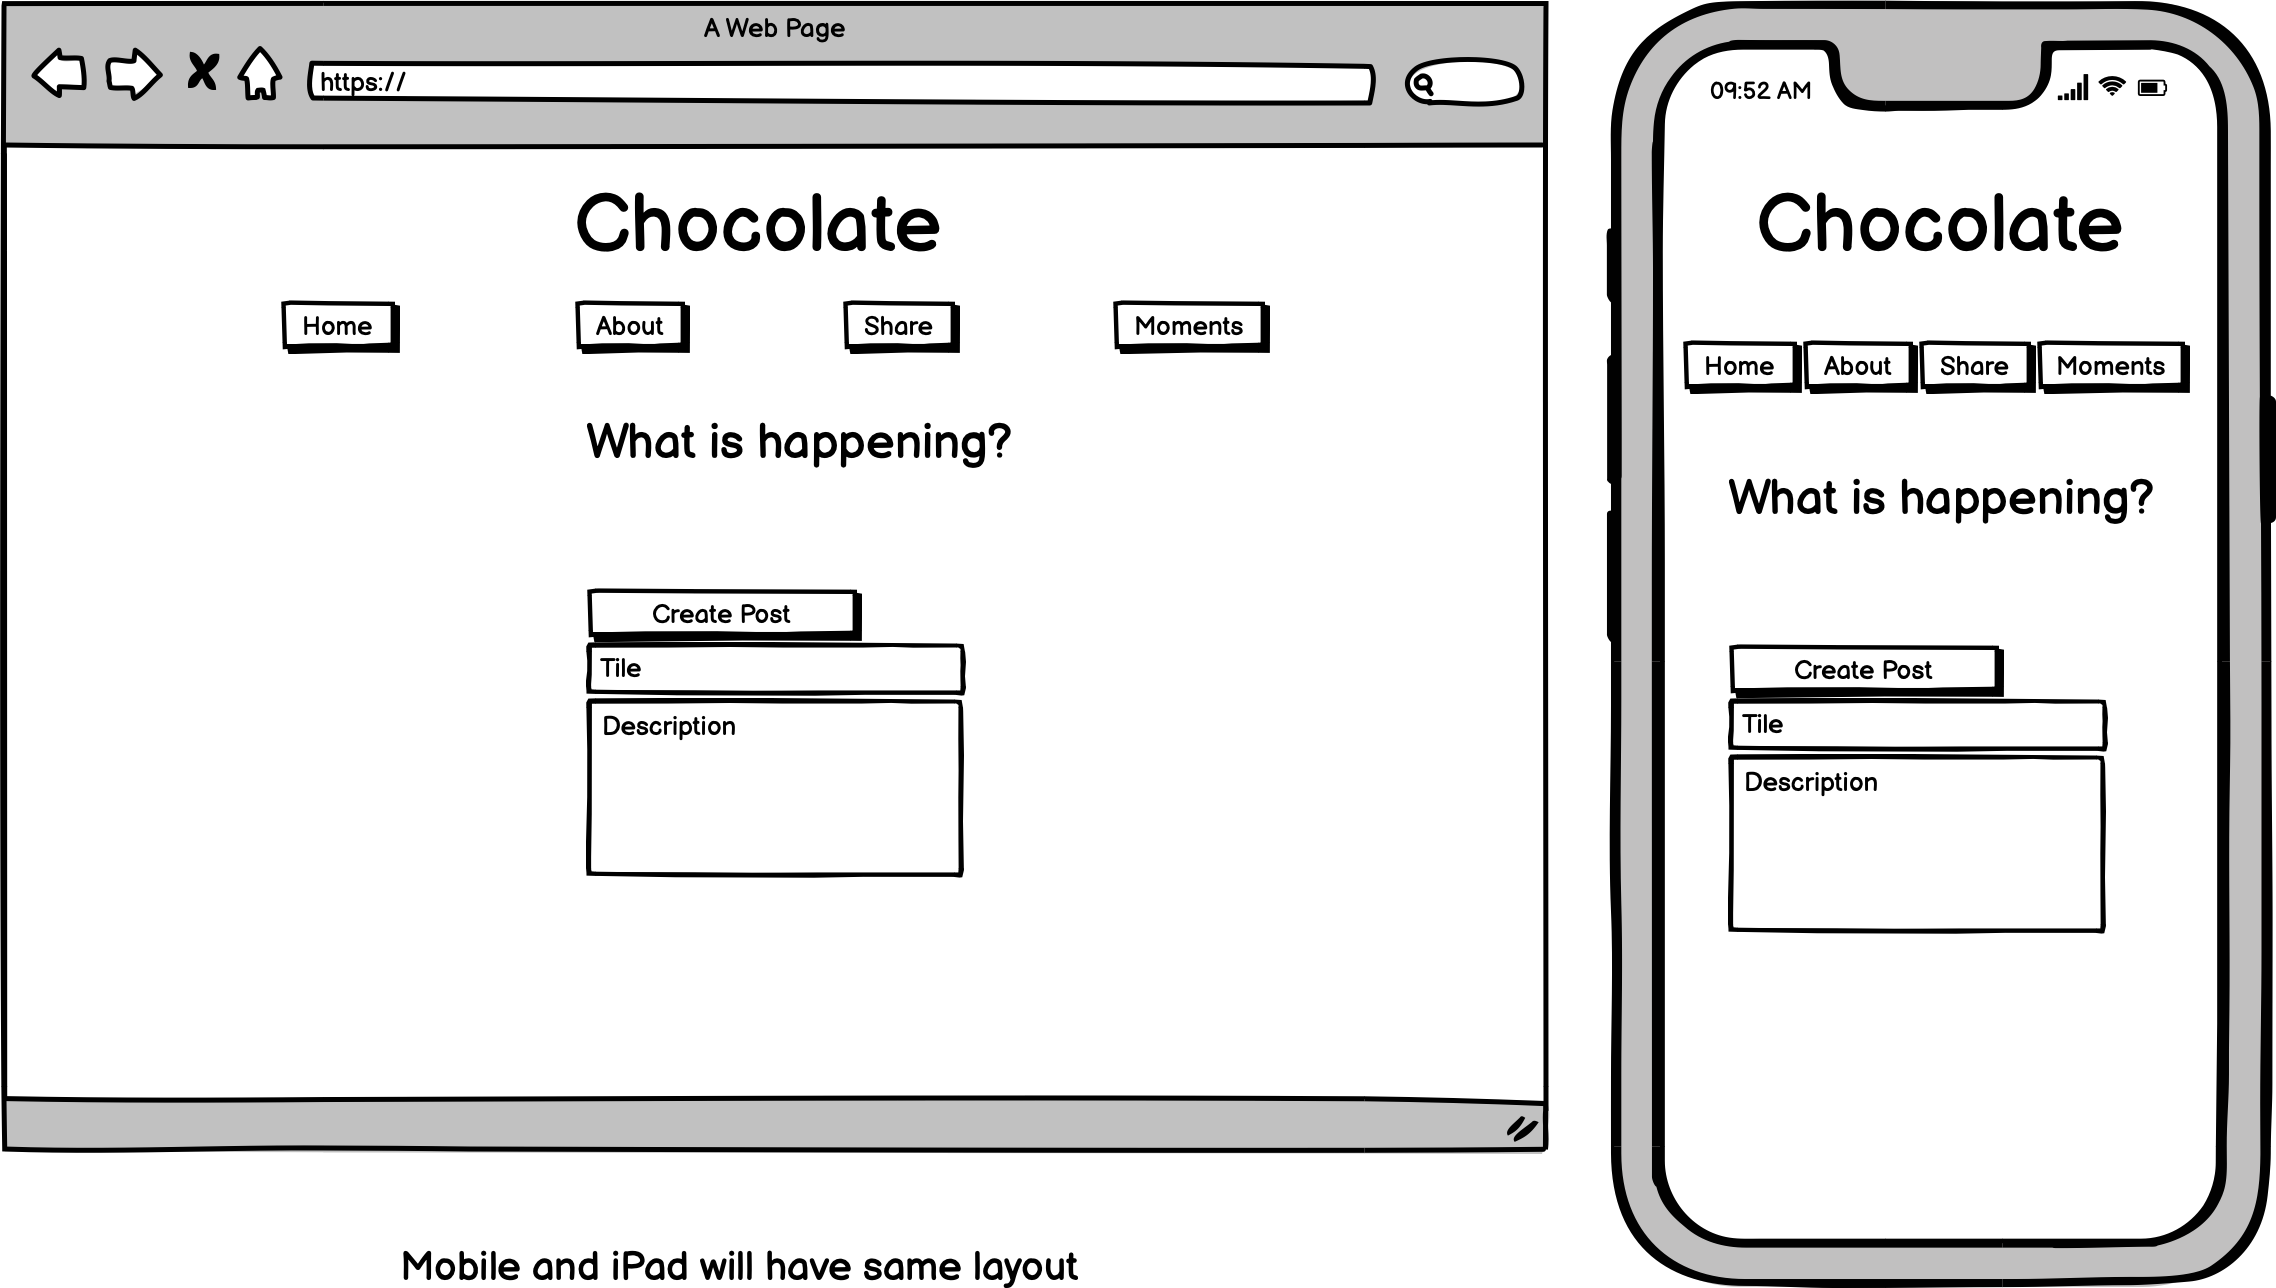 A Web Page
https://
Chocolate
Home About Share Moments
What is happening?
Create Post
Tile
Description
09:52 AM
Chocolate
Home About Share Moments
What is happening?
Create Post
Tile
Description
Mobile and iPad will have same layout